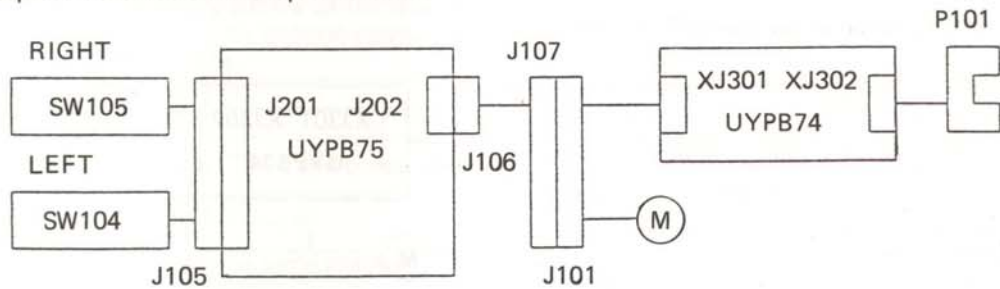 P101
RIGHT
J107
SW105
J201 J202
XJ301 XJ302
UYPB75
UYPB74
LEFT
J106
SW104
M
J105
J101